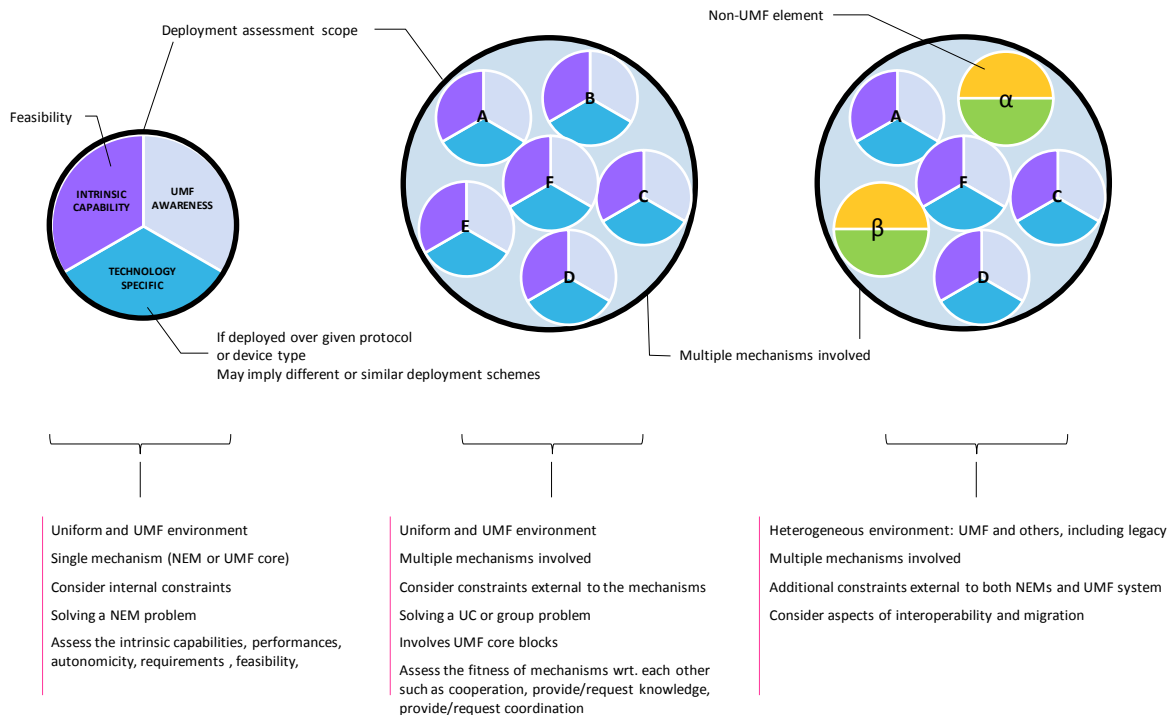 Deployment assessment scope
Non-UMF element
Feasibility
INTRINSIC
CAPABILITY
UMF
AWARENESS
TECHNOLOGY
SPECIFIC
A
B
F
C
E
D
A
α
F
C
β
D
If deployed over given protocol
or device type
May imply different or similar deployment schemes
Multiple mechanisms involved
Uniform and UMF environment
Single mechanism (NEM or UMF core)
Consider internal constraints
Solving a NEM problem
Assess the intrinsic capabilities, performances,
autonomicity, requirements , feasibility,
Uniform and UMF environment
Multiple mechanisms involved
Consider constraints external to the mechanisms
Solving a UC or group problem
Involves UMF core blocks
Assess the fitness of mechanisms wrt. each other
such as cooperation, provide/request knowledge,
provide/request coordination
Heterogeneous environment: UMF and others, including legacy
Multiple mechanisms involved
Additional constraints external to both NEMs and UMF system
Consider aspects of interoperability and migration